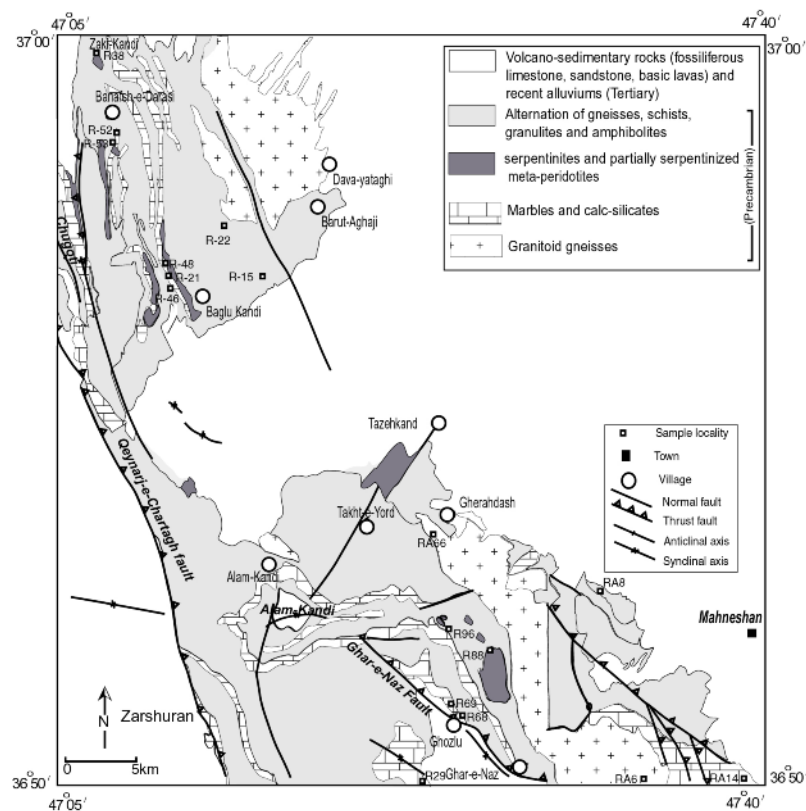 47°05′
47°40′
37°00′
37°00′
Zaki-Kandi
R38
Banafsh-e-Darasi
R-52
Dava-yataghi
Barut-Aghaji
R-22
Chuqqli
R-48
R-21
R-15
R-46
Baglu Kandi
Volcano-sedimentary rocks (fossiliferous
limestone, sandstone, basic lavas) and
recent alluviums (Tertiary)
Alternation of gneisses, schists,
granulites and amphibolites
serpentinites and partially serpentinized
meta-peridotites
Marbles and calc-silicates
Granitoid gneisses
(Precambrian)
Tazehkand
Qeynarj-e-Chartagh fault
Takht-e-Yord
Gherahdash
RA66
Sample locality
Town
Village
Normal fault
Thrust fault
Anticlinal axis
Synclinal axis
Alam-Kandi
Alam-Kandi
RA8
Mahneshan
R96
R88
Ghar-e-Naz Fault
R69
R68
Ghozlu
N
Zarshuran
0
5km
R29
Ghar-e-Naz
RA6
RA14
36°50′
36°50′
47°05′
47°40′